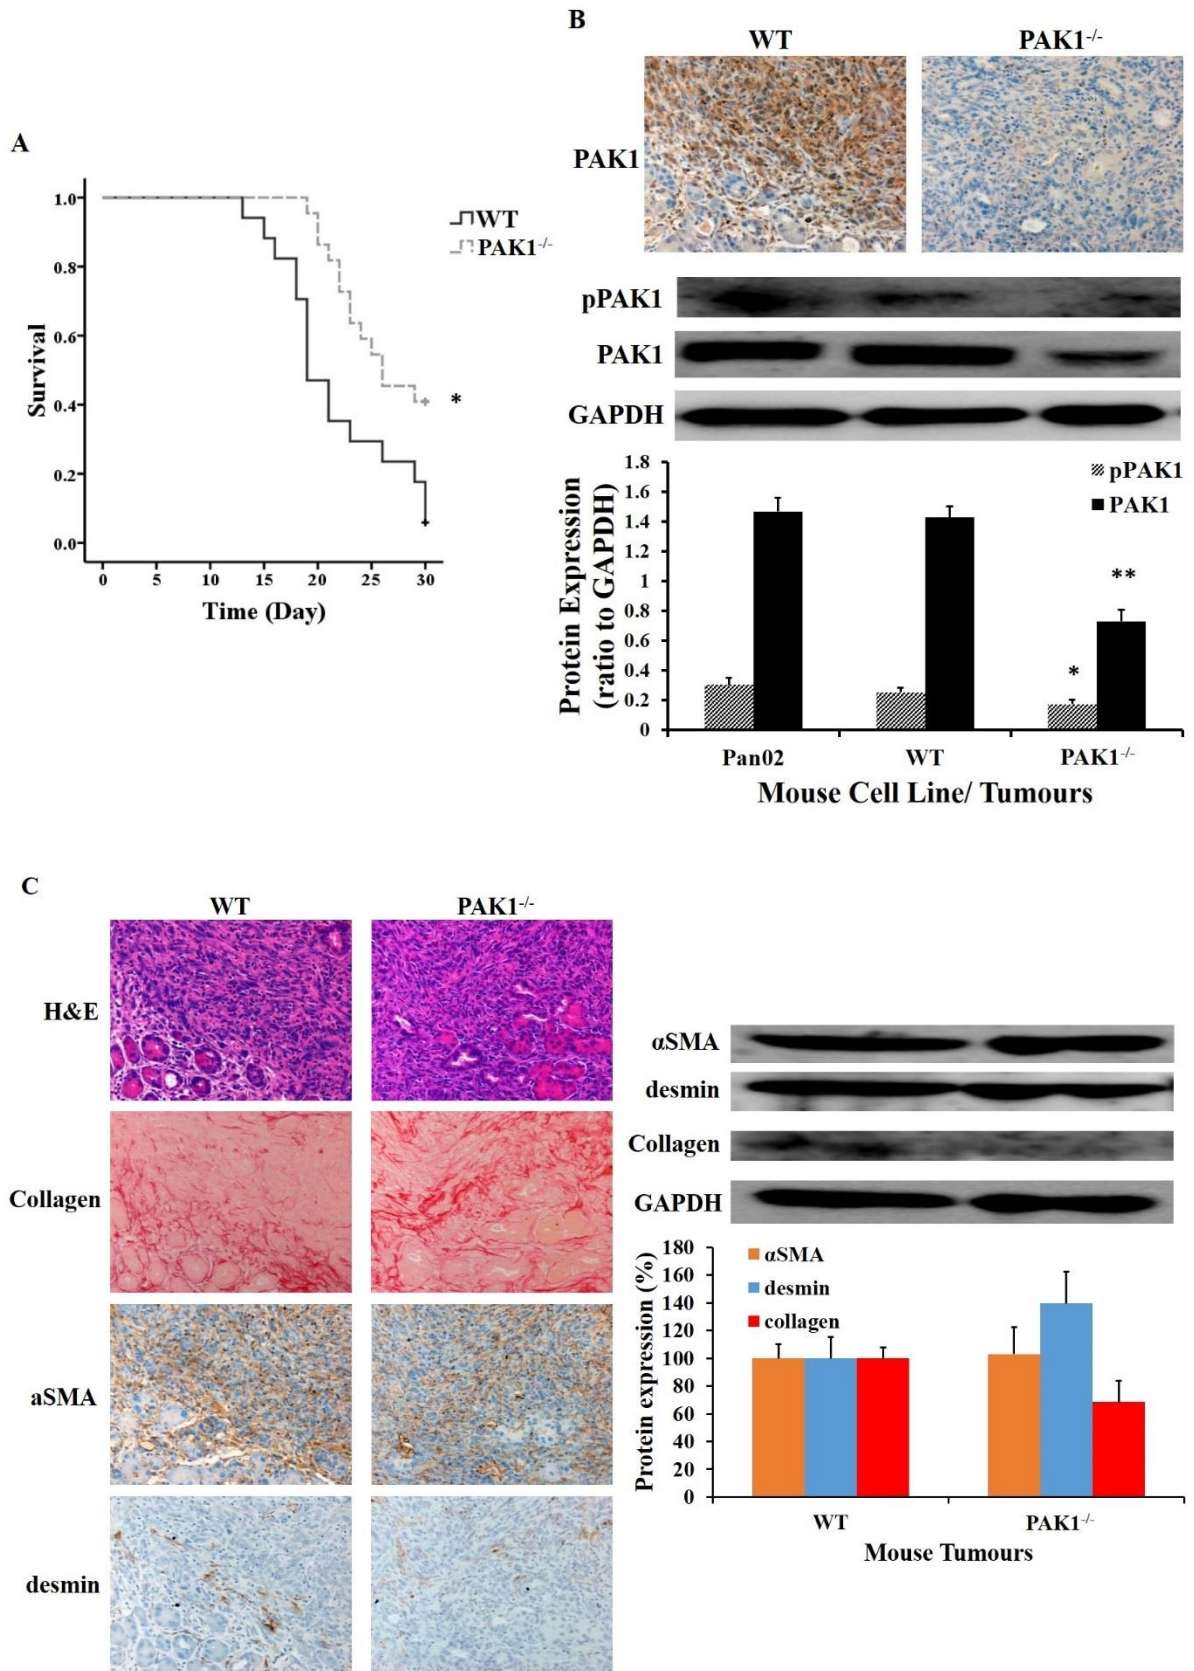 A
1.0
0.8
0.6
0.4
0.2
0.0
Survival
0 5 10 15 20 25 30
Time (Day)
WT
PAK1-/-
*
B
WT PAK1-/-
PAK1
pPAK1
PAK1
GAPDH
1.8
1.6
1.4
1.2
1
0.8
0.6
0.4
0.2
0
Protein Expression
(ratio to GAPDH)
pPAK1
PAK1
*
**
Pan02 WT PAK1-/-
Mouse Cell Line/ Tumours
C
WT PAK1-/-
H&E
Collagen
aSMA
desmin
αSMA
desmin
Collagen
GAPDH
180
160
140
120
100
80
60
40
20
0
Protein expression (%)
αSMA
desmin
collagen
WT PAK1-/-
Mouse Tumours